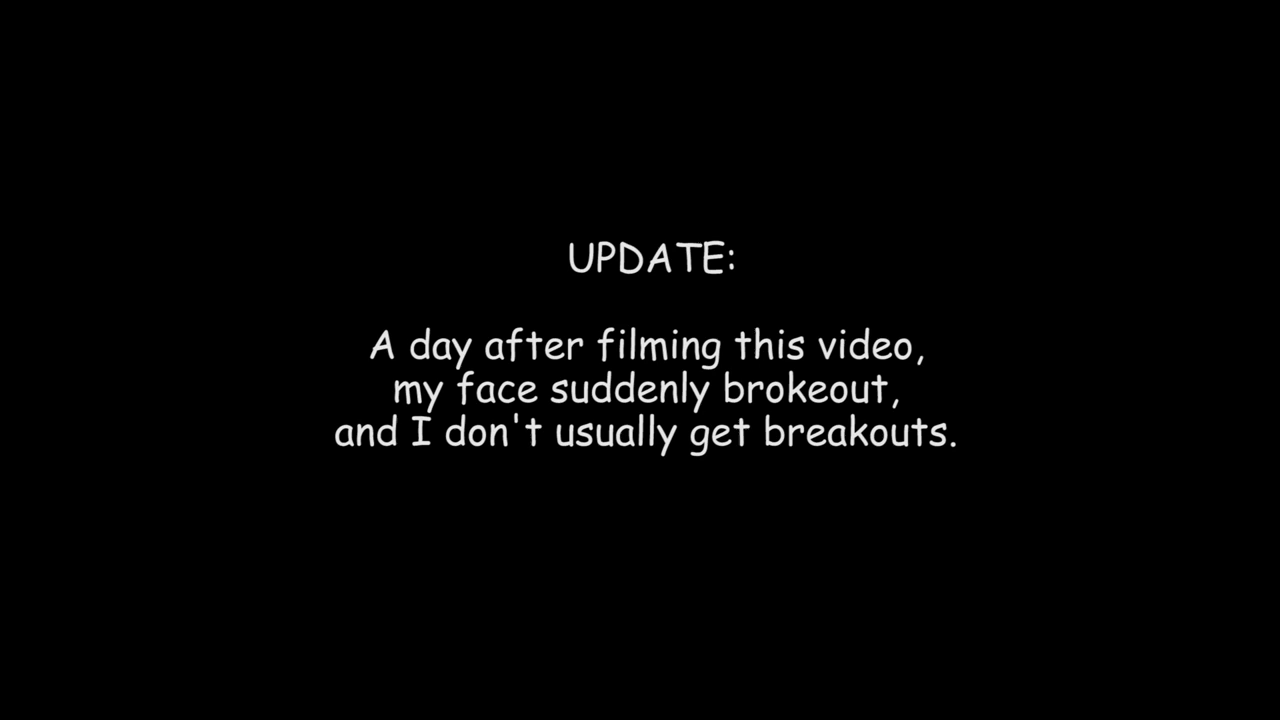 UPDATE:
A day after filming this video,
my face suddenly brokeout,
and I don't usually get breakouts.